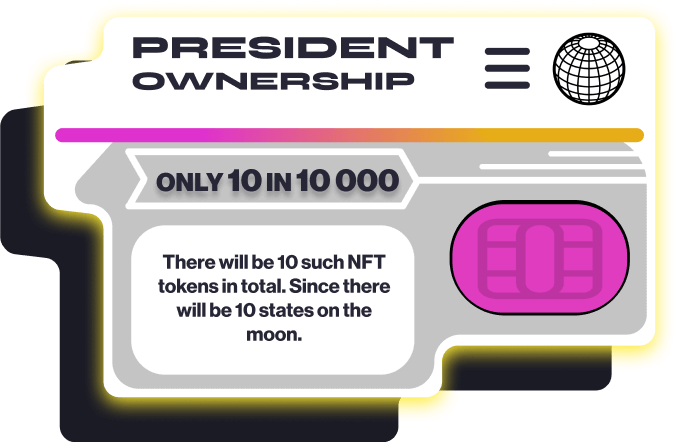 PRESIDENT
OWNERSHIP
ONLY 10 IN 10 000
There will be 10 such NFT
tokens in total. Since there
will be 10 states on the
moon.